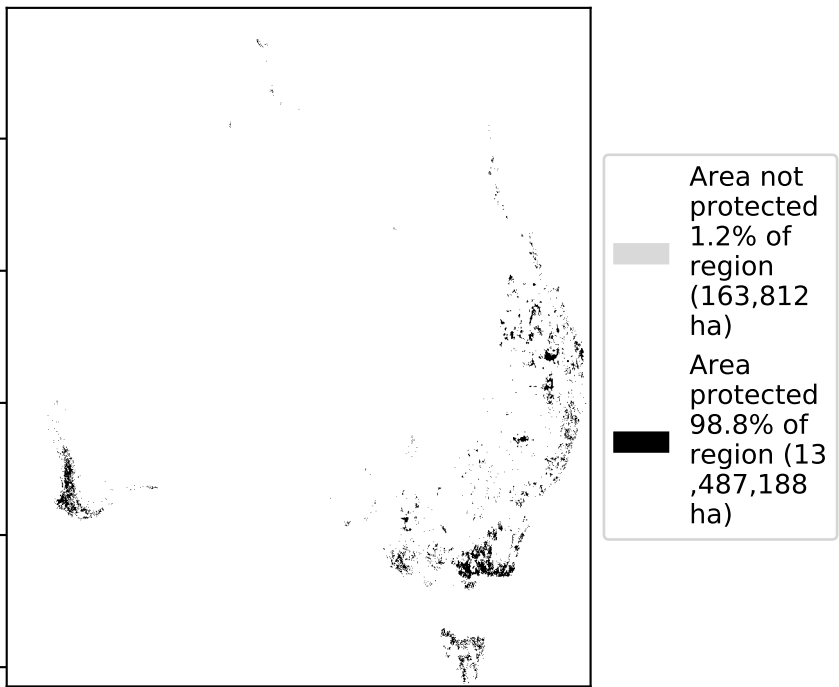 Area not
protected
1.2% of
region
(163,812
ha)
Area
protected
98.8% of
region (13
,487,188
ha)